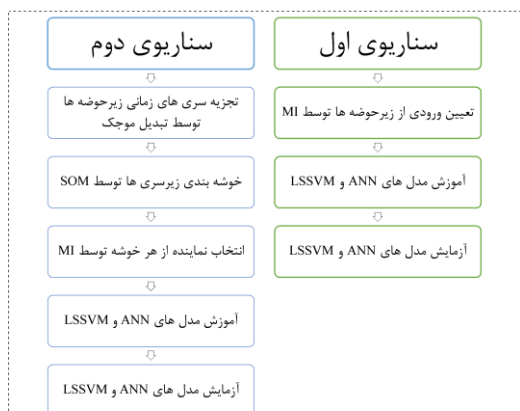 سناریوی اول
تعیین ورودی از زیرحوضه ها توسط MI
آموزش مدل های ANN و LSSVM
آزمایش مدل های ANN و LSSVM
سناریوی دوم
تجزیه سری های زمانی زیرحوضه ها
توسط تبدیل موجک
خوشه بندی زیرسری ها توسط SOM
انتخاب نماینده از هر خوشه توسط MI
آموزش مدل های ANN و LSSVM
آزمایش مدل های ANN و LSSVM